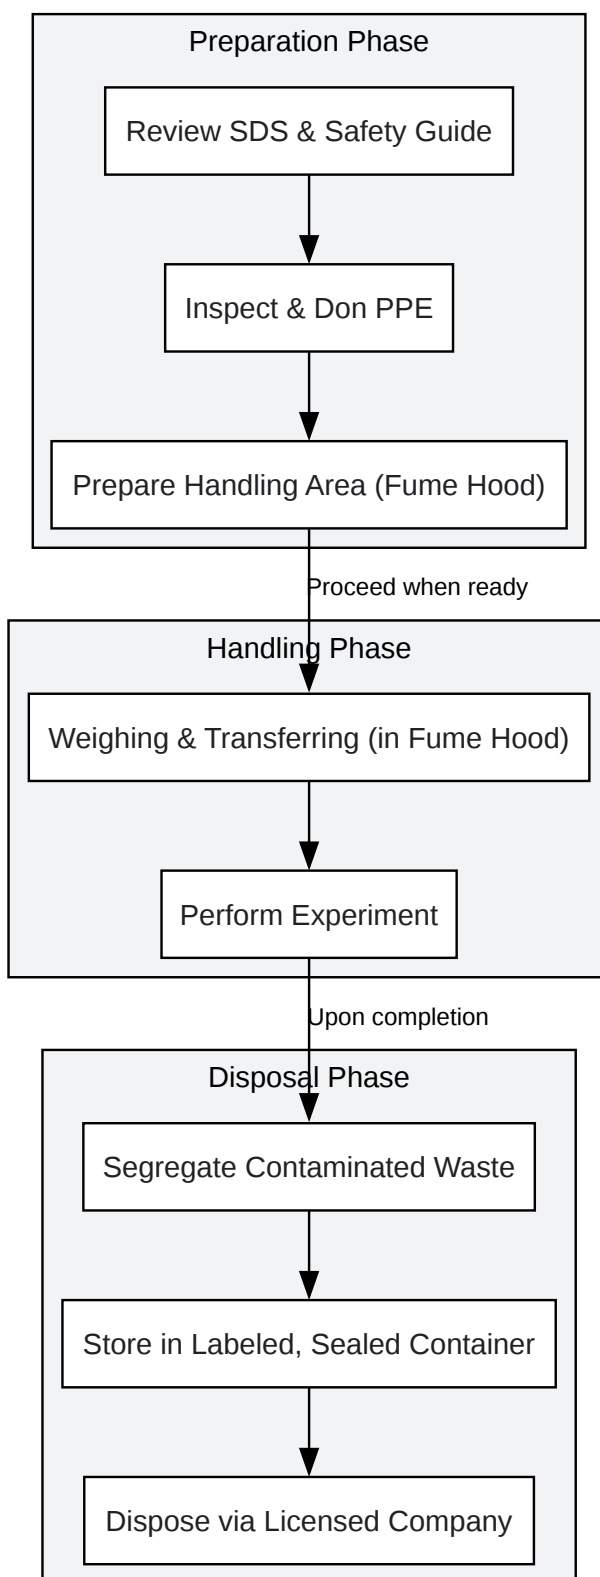 Preparation Phase
Review SDS & Safety Guide
Inspect & Don PPE
Prepare Handling Area (Fume Hood)
Proceed when ready
Handling Phase
Weighing & Transferring (in Fume Hood)
Perform Experiment
Upon completion
Disposal Phase
Segregate Contaminated Waste
Store in Labeled, Sealed Container
Dispose via Licensed Company